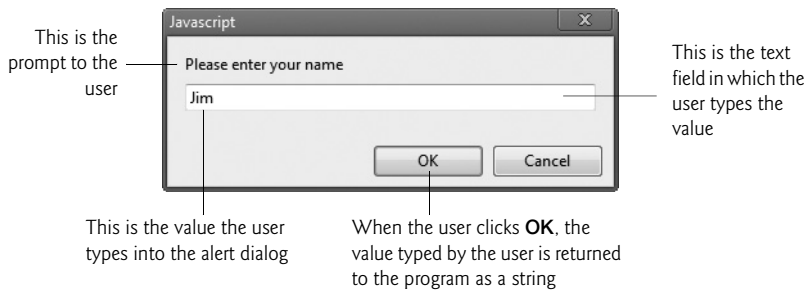 Javascript
X
This is the
prompt to the
user
Please enter your name
Jim
This is the text
field in which the
user types the
value
OK
Cancel
This is the value the user
types into the alert dialog
When the user clicks OK, the
value typed by the user is returned
to the program as a string